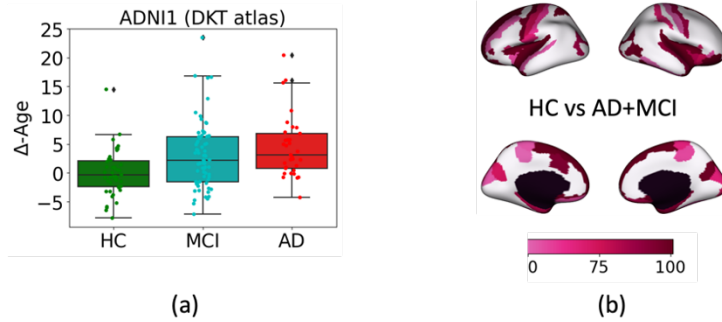 ADNI1 (DKT atlas)
Δ-Age
25
20
15
10
5
0
−5
HC
MCI
AD
(a)
HC vs AD+MCI
0
75
100
(b)